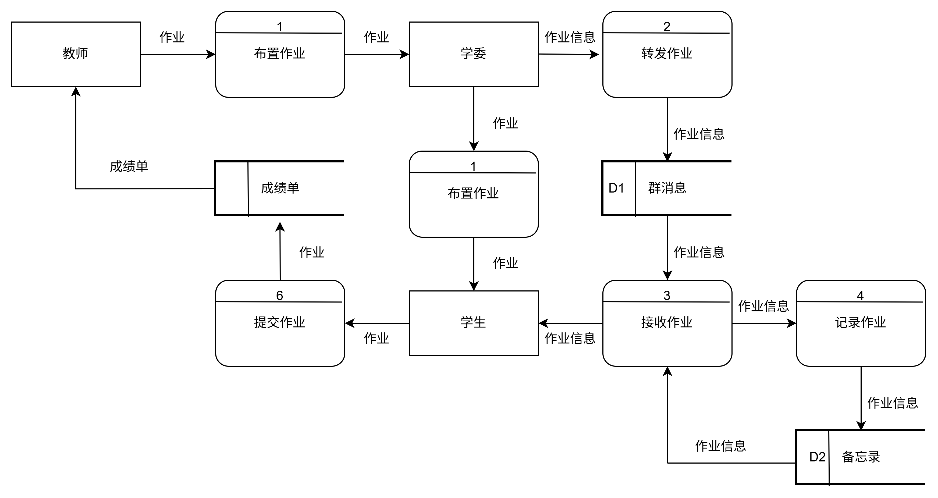 教师
作业
1
布置作业
作业
学委
作业信息
2
转发作业
作业
作业信息
成绩单
成绩单
1
布置作业
D1
群消息
作业
作业
作业信息
6
提交作业
作业
学生
作业信息
3
接收作业
作业信息
4
记录作业
作业信息
作业信息
D2
备忘录